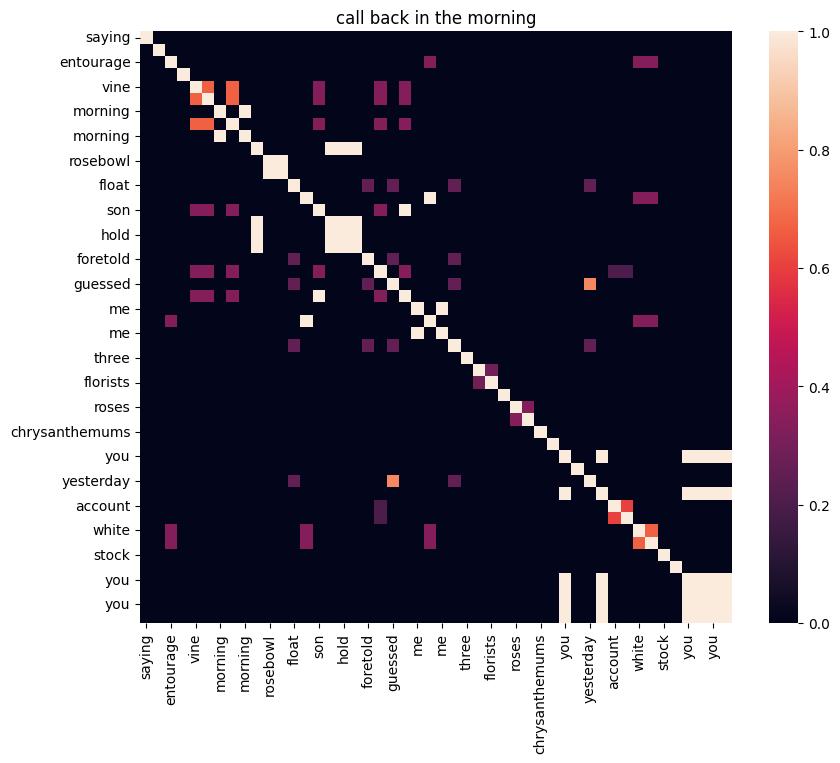 call back in the morning
saying
entourage
vine
morning
morning
rosebowl
float
son
hold
foretold
guessed
me
me
three
florists
roses
chrysanthemums
you
yesterday
account
white
stock
you
you
1.0
0.8
0.6
0.4
0.2
0.0
saying
entourage
vine
morning
morning
rosebowl
float
son
hold
foretold
guessed
me
me
three
florists
roses
chrysanthemums
you
yesterday
account
white
stock
you
you